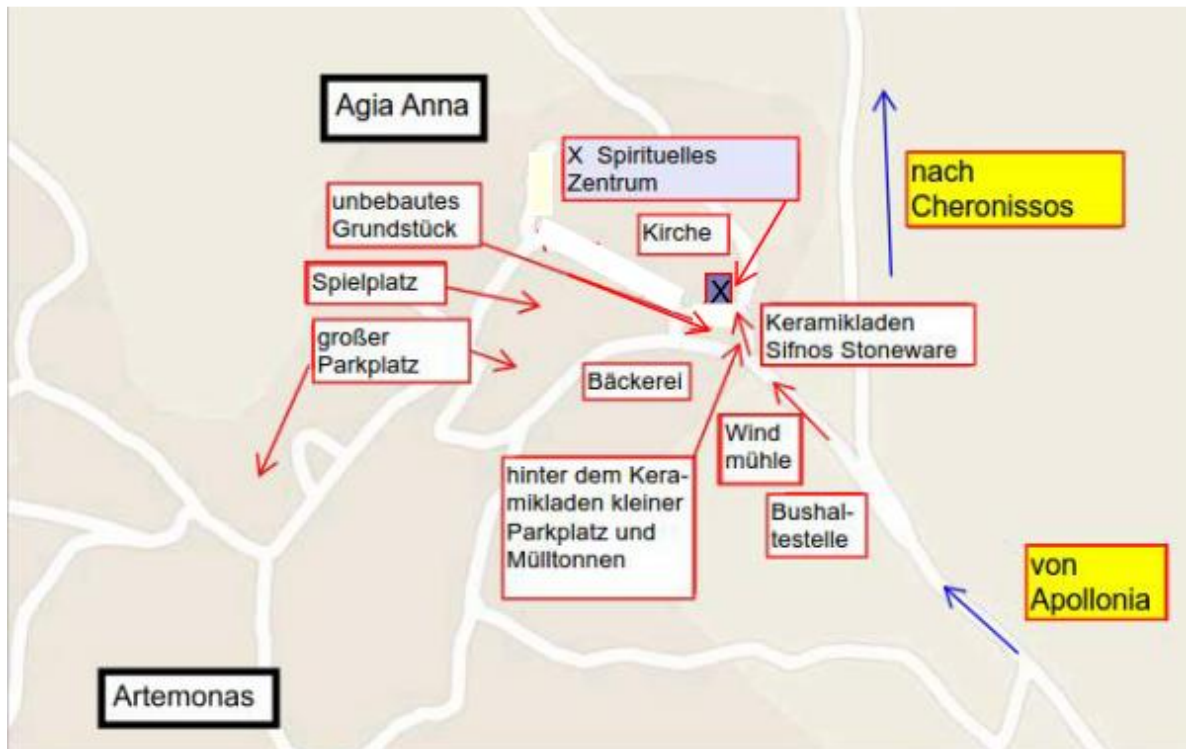 Agia Anna
X Spirituelles
Zentrum
nach
Cheronissos
unbebautes
Grundstück
Kirche
Spielplatz
X
großer
Parkplatz
Keramikladen
Sifnos Stoneware
Bäckerei
Wind
mühle
hinter dem Kera-
mikladen kleiner
Parkplatz und
Mülltonnen
Bushal-
testelle
von
Apollonia
Artemonas